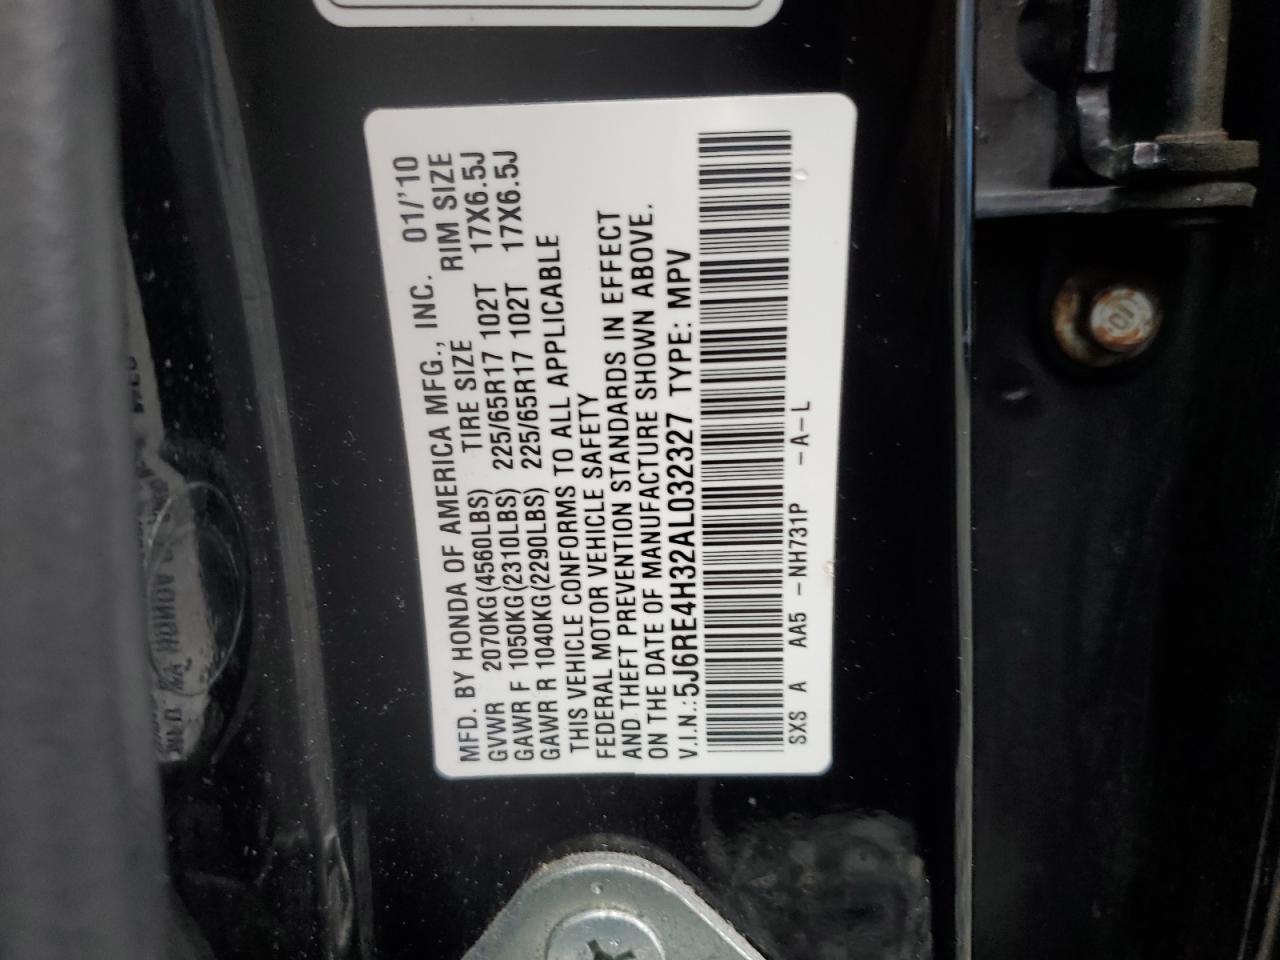 MFD. BY HONDA OF AMERICA MFG., INC. 01/'10
GVWR 2070KG(4560LBS) TIRE SIZE RIM SIZE
GAWR F 1050KG(2310LBS) 225/65R17 102T 17X6.5J
GAWR R 1040KG(2290LBS) 225/65R17 102T 17X6.5J
THIS VEHICLE CONFORMS TO ALL APPLICABLE
FEDERAL MOTOR VEHICLE SAFETY
AND THEFT PREVENTION STANDARDS IN EFFECT
ON THE DATE OF MANUFACTURE SHOWN ABOVE.
V.I.N.: 5J6RE4H32AL032327 TYPE: MPV
SXS A AA5 -NH731P -A-L
HONDA